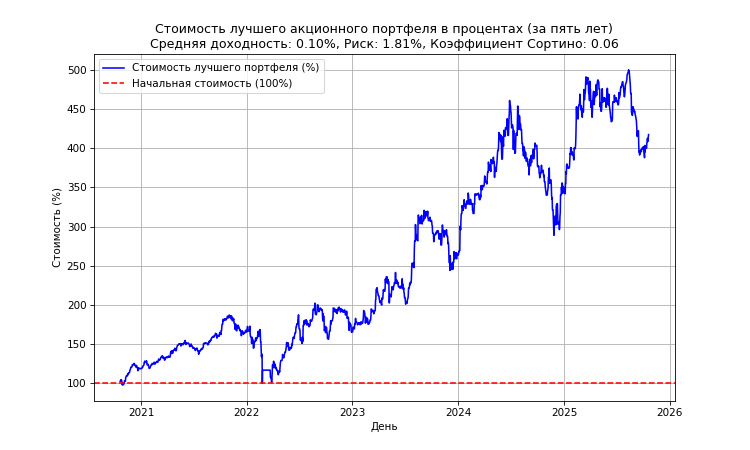 Стоимость лучшего акционного портфеля в процентах (за пять лет)
Средняя доходность: 0.10%, Риск: 1.81%, Коэффициент Сортино: 0.06
Стоимость лучшего портфеля (%)
Начальная стоимость (100%)
Стоимость (%)
500
450
400
350
300
250
200
150
100
2021
2022
2023
2024
2025
2026
День